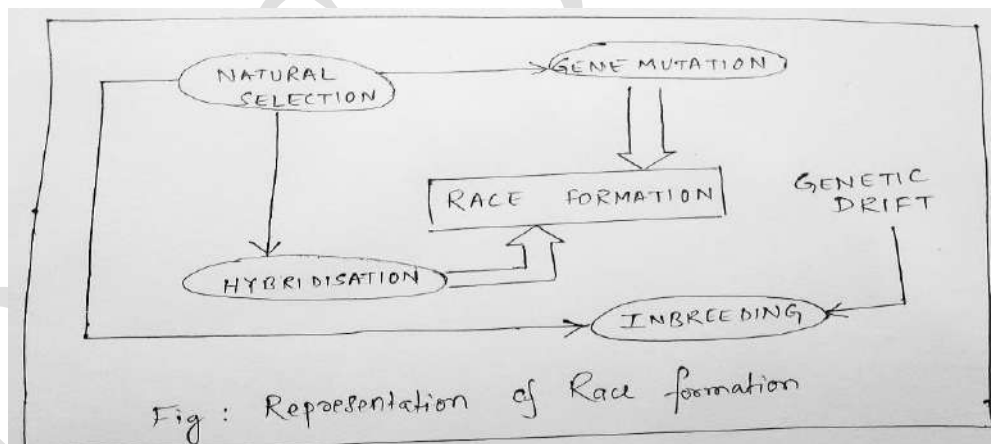 NATURAL
SELECTION
GENE MUTATION
RACE FORMATION
GENETIC
DRIFT
HYBRIDISATION
INBREEDING
Fig : Representation of Race formation